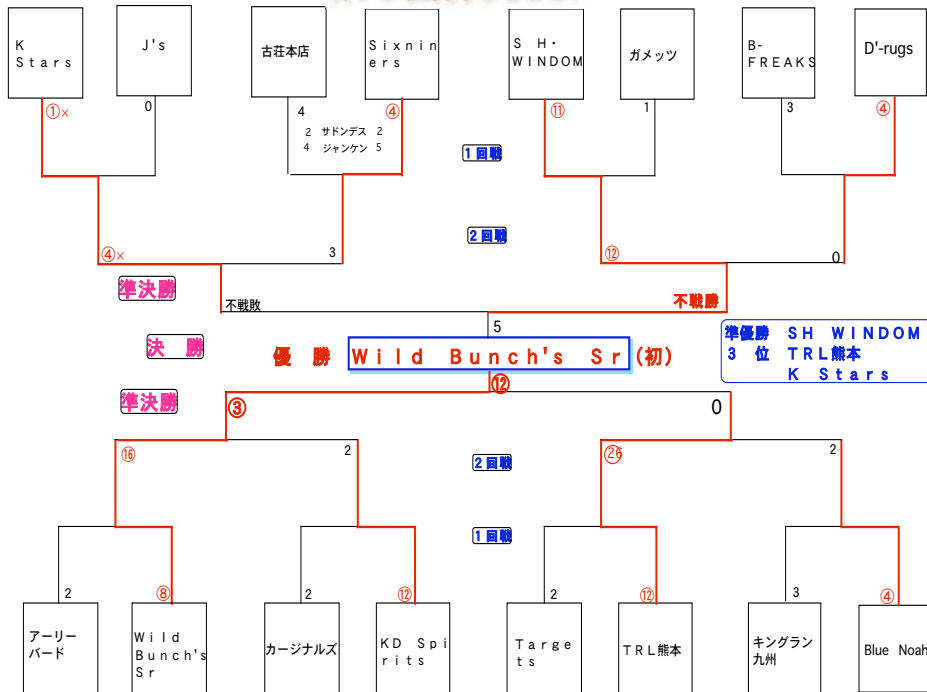 K Stars
J's
古荘本店
Sixniners
S H・WINDOM
ガメッツ
B-FREAKS
D'-rugs
①×
0
4
④
⑪
1
3
④
2 サドンデス 2
4 ジャンケン 5
1回戦
2回戦
④×
3
⑫
0
準決勝
不戦敗
不戦勝
5
決 勝
優 勝 Wild Bunch's Sr (初)
準優勝 SH WINDOM
3 位 TRL熊本
K Stars
⑫
準決勝
③
0
⑯
2
2回戦
26
2
1回戦
2
⑧
2
⑫
2
⑫
3
④
アーリー
バード
Wild
Bunch's
Sr
カージナルズ
KD Spi
rits
Targe
ts
TRL熊本
キングラン
九州
Blue Noah